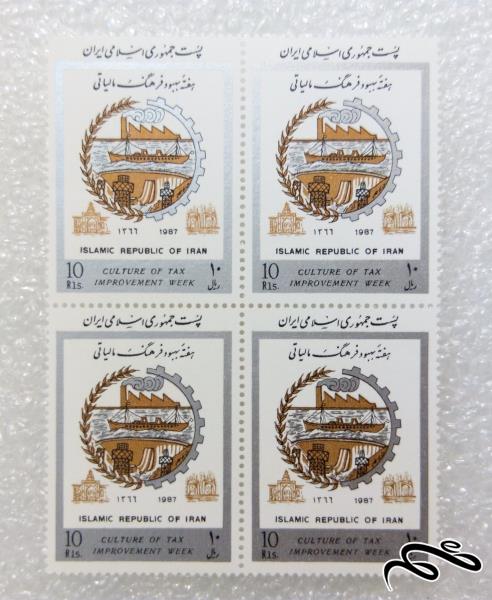 پست جمهوری اسلامی ایران
هفته بهبود فرهنگ مالیاتی
۱۳۶۶ 1987
ISLAMIC REPUBLIC OF IRAN
10 Rls.
CULTURE OF TAX
IMPROVEMENT WEEK
۱۰ ریال
پست جمهوری اسلامی ایران
هفته بهبود فرهنگ مالیاتی
۱۳۶۶ 1987
ISLAMIC REPUBLIC OF IRAN
10 Rls.
CULTURE OF TAX
IMPROVEMENT WEEK
۱۰ ریال
پست جمهوری اسلامی ایران
هفته بهبود فرهنگ مالیاتی
۱۳۶۶ 1987
ISLAMIC REPUBLIC OF IRAN
10 Rls.
CULTURE OF TAX
IMPROVEMENT WEEK
۱۰ ریال
پست جمهوری اسلامی ایران
هفته بهبود فرهنگ مالیاتی
۱۳۶۶ 1987
ISLAMIC REPUBLIC OF IRAN
10 Rls.
CULTURE OF TAX
IMPROVEMENT WEEK
۱۰ ریال